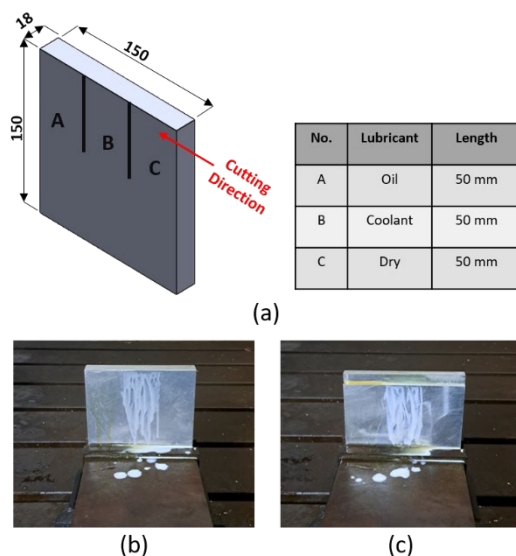 18
150
150
A
B
C
Cutting
Direction
No. Lubricant Length
A Oil 50 mm
B Coolant 50 mm
C Dry 50 mm
(a)
(b)
(c)